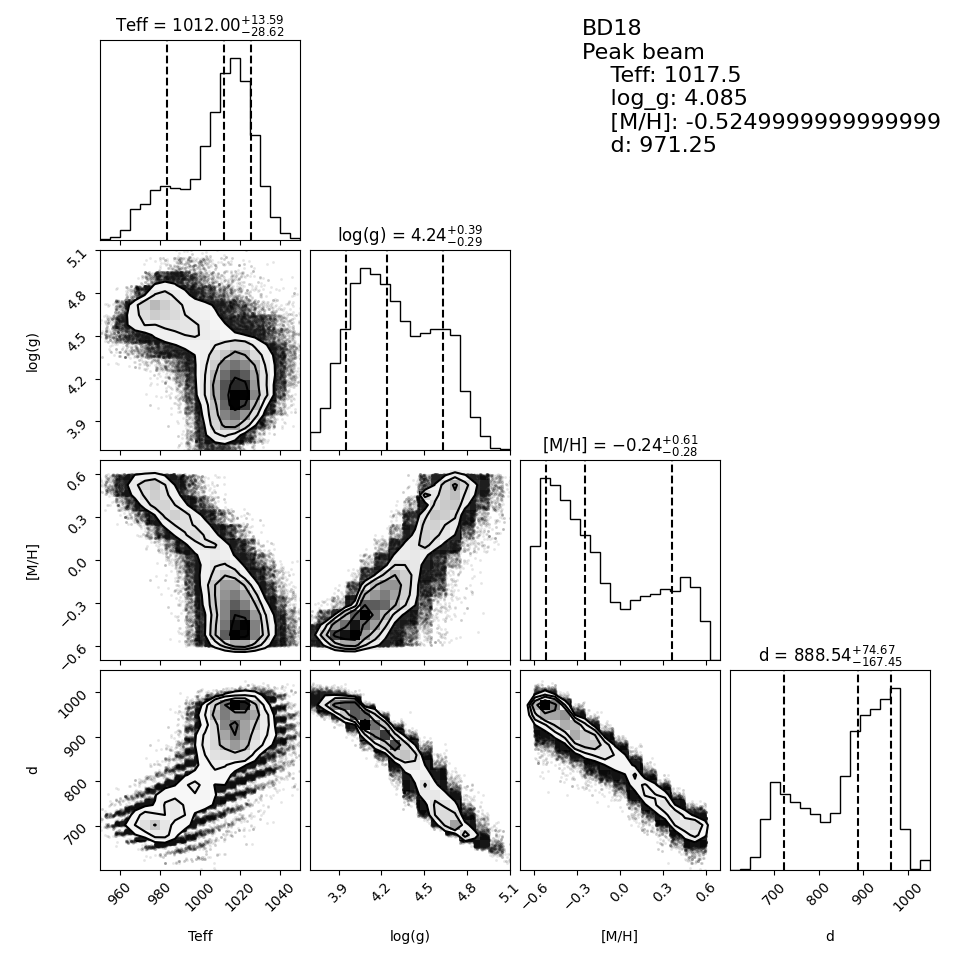 Teff = 1012.00+13.59 −28.62
BD18
Peak beam
Teff: 1017.5
log_g: 4.085
[M/H]: -0.5249999999999999
d: 971.25
log(g) = 4.24+0.39 −0.29
5.1
4.8
4.5
4.2
3.9
log(g)
[M/H] = −0.24+0.61 −0.28
0.6
0.3
0.0
−0.3
−0.6
[M/H]
d = 888.54+74.67 −167.45
1000
900
800
700
d
960 980 1000 1020 1040 3.9 4.2 4.5 4.8 5.1 −0.6 −0.3 0.0 0.3 0.6 700 800 900 1000
Teff log(g) [M/H] d